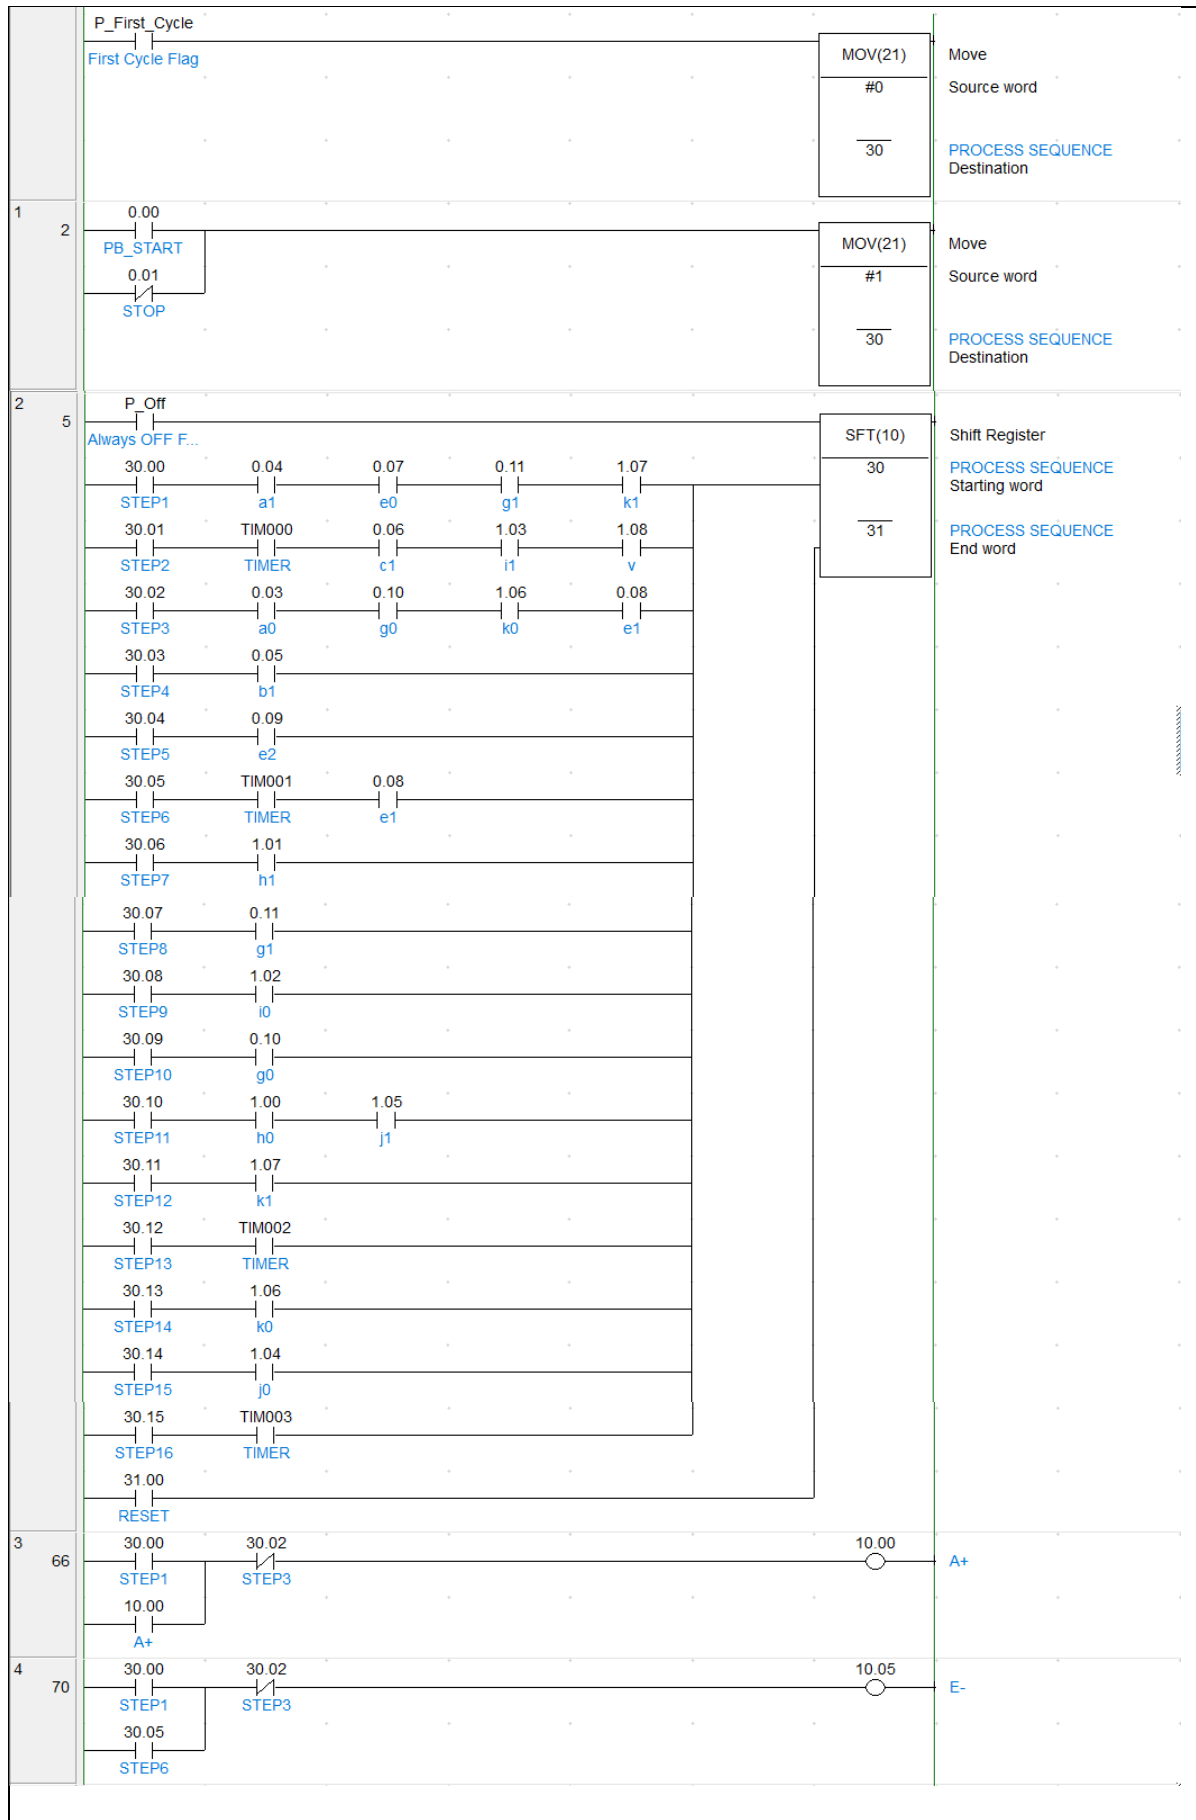 P_First_Cycle
First Cycle Flag
MOV(21) Move
#0 Source word
30 PROCESS SEQUENCE
Destination
1
2
0.00
PB_START
0.01
STOP
MOV(21) Move
#1 Source word
30 PROCESS SEQUENCE
Destination
2
5
P_Off
Always OFF F...
SFT(10) Shift Register
30 PROCESS SEQUENCE
Starting word
31 PROCESS SEQUENCE
End word
30.00 0.04 0.07 0.11 1.07
STEP1 a1 e0 g1 k1
30.01 TIM000 0.06 1.03 1.08
STEP2 TIMER c1 i1 v
30.02 0.03 0.10 1.06 0.08
STEP3 a0 g0 k0 e1
30.03 0.05
STEP4 b1
30.04 0.09
STEP5 e2
30.05 TIM001 0.08
STEP6 TIMER e1
30.06 1.01
STEP7 h1
30.07 0.11
STEP8 g1
30.08 1.02
STEP9 i0
30.09 0.10
STEP10 g0
30.10 1.00 1.05
STEP11 h0 j1
30.11 1.07
STEP12 k1
30.12 TIM002
STEP13 TIMER
30.13 1.06
STEP14 k0
30.14 1.04
STEP15 j0
30.15 TIM003
STEP16 TIMER
31.00
RESET
3
66
30.00 30.02 10.00
STEP1 STEP3 A+
10.00
A+
4
70
30.00 30.02 10.05
STEP1 STEP3 E-
30.05
STEP6